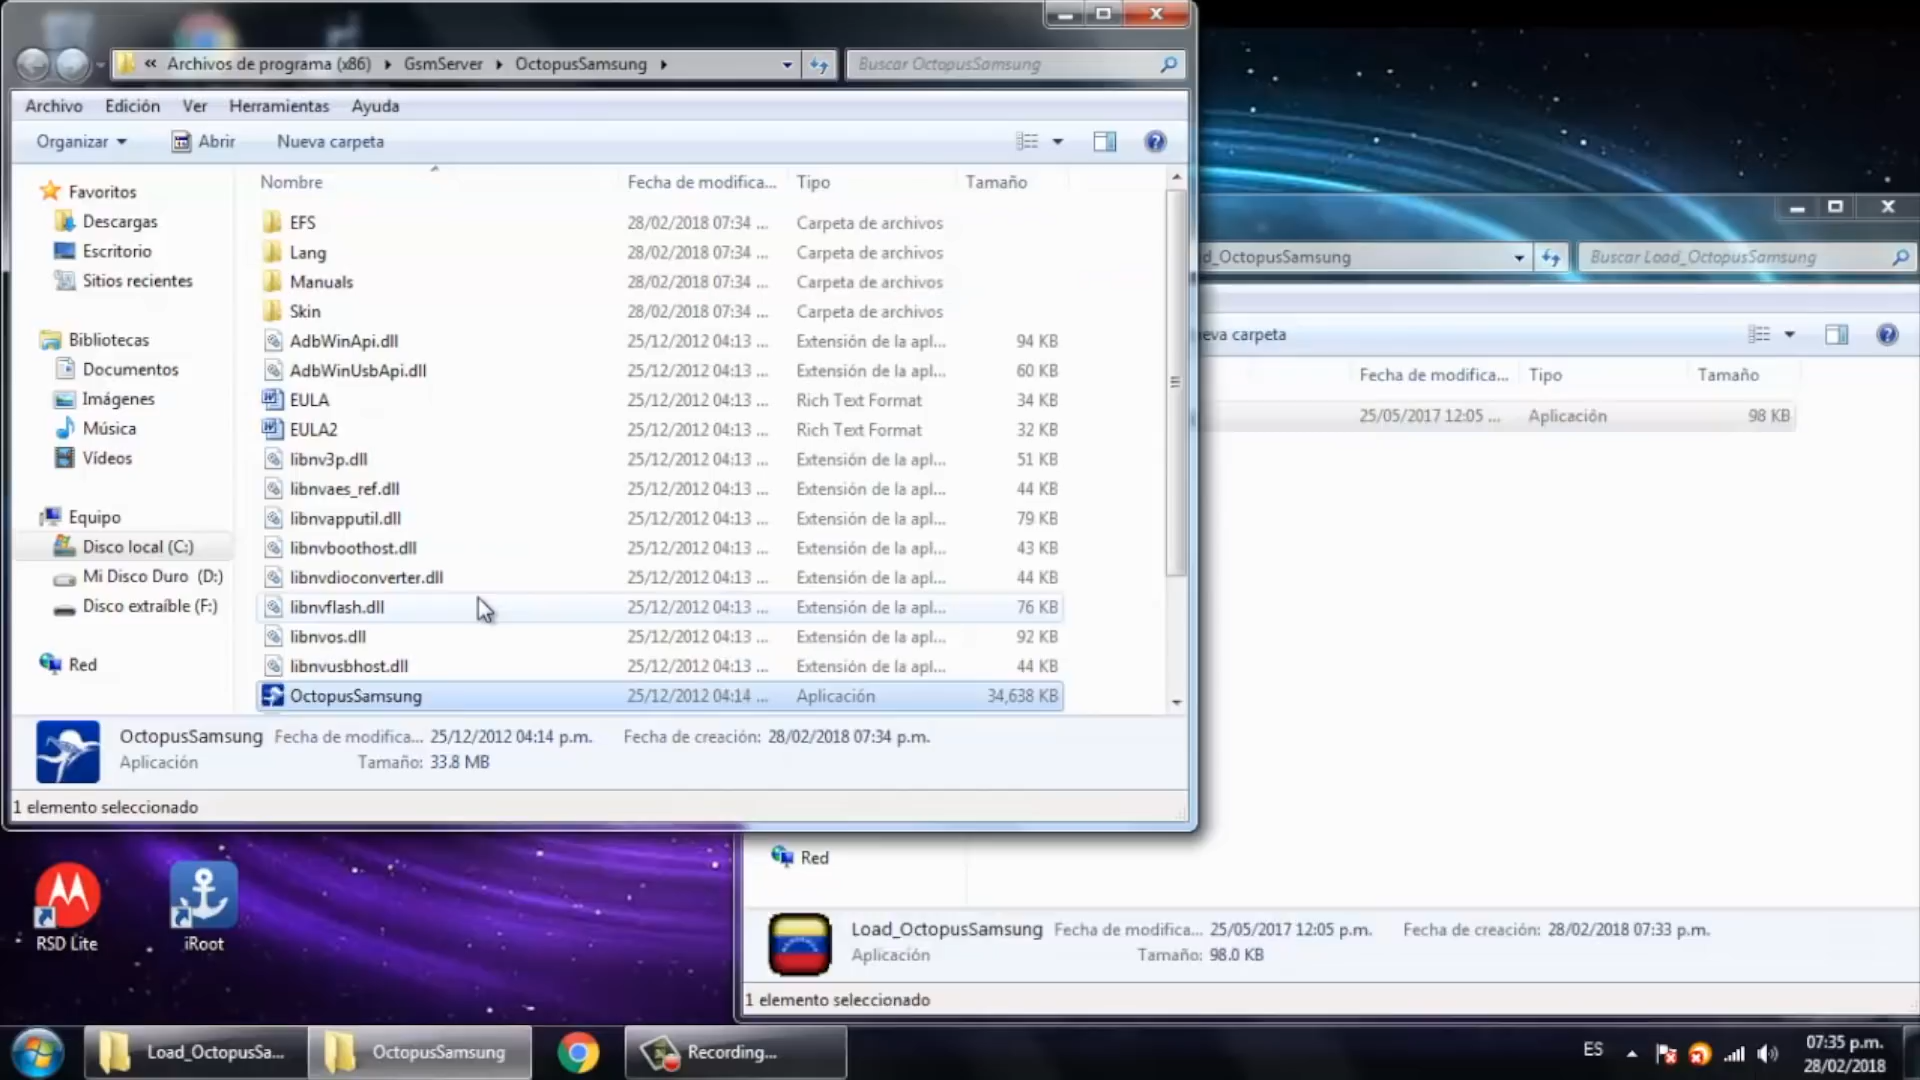 « Archivos de programa (x86) GsmServer OctopusSamsung
Buscar OctopusSamsung
Archivo Edición Ver Herramientas Ayuda
Organizar Abrir Nueva carpeta
Nombre Fecha de modifica... Tipo Tamaño
Favoritos
Descargas
Escritorio
Sitios recientes
Bibliotecas
Documentos
Imágenes
Música
Vídeos
Equipo
Disco local (C:)
Mi Disco Duro (D:)
Disco extraíble (F:)
Red
EFS 28/02/2018 07:34 ... Carpeta de archivos
Lang 28/02/2018 07:34 ... Carpeta de archivos
Manuals 28/02/2018 07:34 ... Carpeta de archivos
Skin 28/02/2018 07:34 ... Carpeta de archivos
AdbWinApi.dll 25/12/2012 04:13 ... Extensión de la apl... 94 KB
AdbWinUsbApi.dll 25/12/2012 04:13 ... Extensión de la apl... 60 KB
EULA 25/12/2012 04:13 ... Rich Text Format 34 KB
EULA2 25/12/2012 04:13 ... Rich Text Format 32 KB
libnv3p.dll 25/12/2012 04:13 ... Extensión de la apl... 51 KB
libnvaes_ref.dll 25/12/2012 04:13 ... Extensión de la apl... 44 KB
libnvapputil.dll 25/12/2012 04:13 ... Extensión de la apl... 79 KB
libnvboothost.dll 25/12/2012 04:13 ... Extensión de la apl... 43 KB
libnvdioconverter.dll 25/12/2012 04:13 ... Extensión de la apl... 44 KB
libnvflash.dll 25/12/2012 04:13 ... Extensión de la apl... 76 KB
libnvos.dll 25/12/2012 04:13 ... Extensión de la apl... 92 KB
libnvusbhost.dll 25/12/2012 04:13 ... Extensión de la apl... 44 KB
OctopusSamsung 25/12/2012 04:14 ... Aplicación 34,638 KB
OctopusSamsung Fecha de modifica... 25/12/2012 04:14 p.m. Fecha de creación: 28/02/2018 07:34 p.m.
Aplicación Tamaño: 33.8 MB
1 elemento seleccionado
d_OctopusSamsung
Buscar Load_OctopusSamsung
eva carpeta
Fecha de modifica... Tipo Tamaño
25/05/2017 12:05 ... Aplicación 98 KB
Red
Load_OctopusSamsung Fecha de modifica... 25/05/2017 12:05 p.m. Fecha de creación: 28/02/2018 07:33 p.m.
Aplicación Tamaño: 98.0 KB
1 elemento seleccionado
RSD Lite
iRoot
Load_OctopusSa...
OctopusSamsung
Recording...
ES
07:35 p.m.
28/02/2018